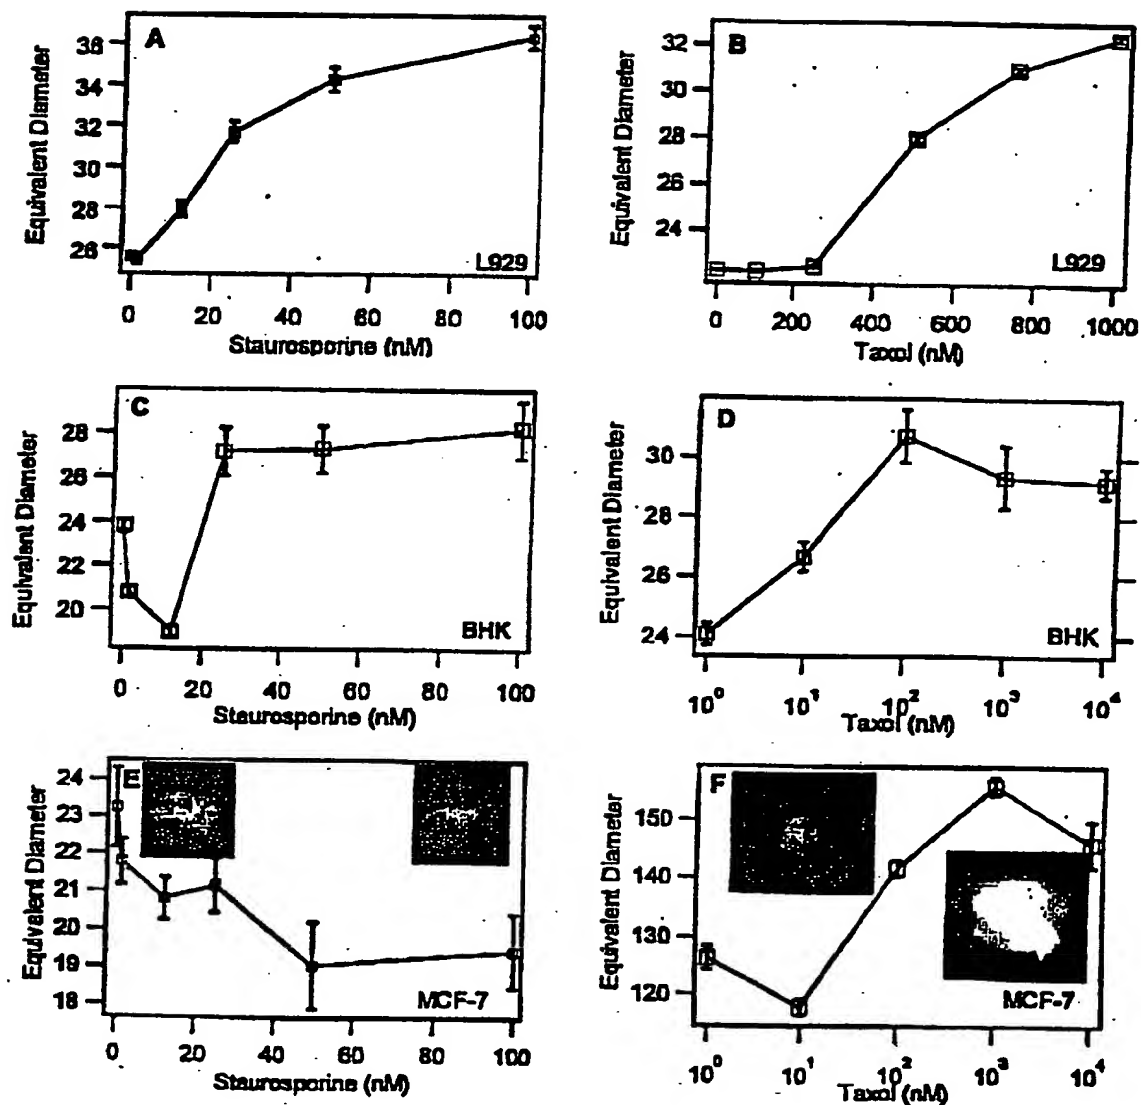 A
Equivalent Diameter
36
34
32
30
28
26
L929
0 20 40 60 80 100
Staurosporine (nM)
B
Equivalent Diameter
32
30
28
26
24
L929
0 200 400 600 800 1000
Taxol (nM)
C
Equivalent Diameter
28
26
24
22
20
BHK
0 20 40 60 80 100
Staurosporine (nM)
D
Equivalent Diameter
30
28
26
24
BHK
10⁰ 10¹ 10² 10³ 10⁴
Taxol (nM)
E
Equivalent Diameter
24
23
22
21
20
19
18
MCF-7
0 20 40 60 80 100
Staurosporine (nM)
F
Equivalent Diameter
150
140
130
120
MCF-7
10⁰ 10¹ 10² 10³ 10⁴
Taxol (nM)